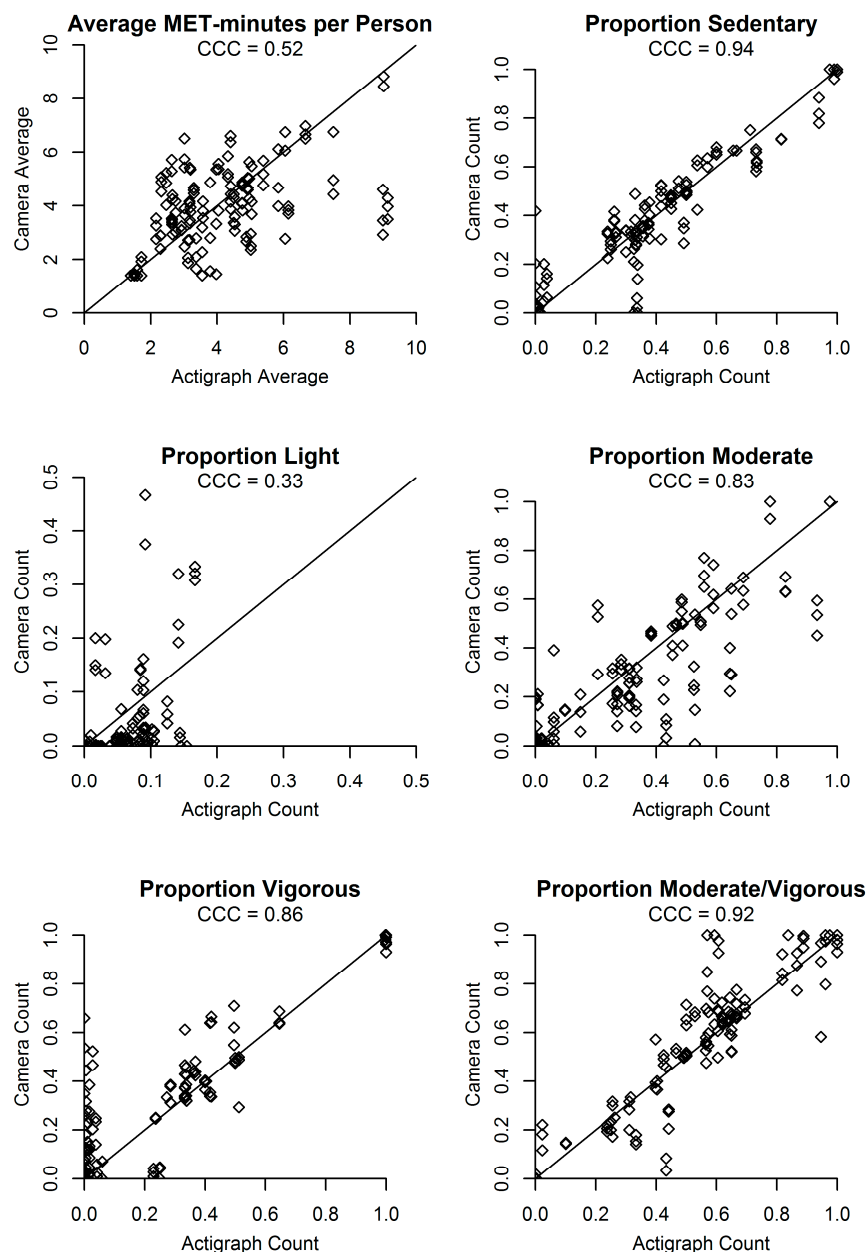 Average MET-minutes per Person
CCC = 0.52
10
8
6
4
2
0
Camera Average
0 2 4 6 8 10
Actigraph Average
Proportion Sedentary
CCC = 0.94
1.0
0.8
0.6
0.4
0.2
0.0
Camera Count
0.0 0.2 0.4 0.6 0.8 1.0
Actigraph Count
Proportion Light
CCC = 0.33
0.5
0.4
0.3
0.2
0.1
0.0
Camera Count
0.0 0.1 0.2 0.3 0.4 0.5
Actigraph Count
Proportion Moderate
CCC = 0.83
1.0
0.8
0.6
0.4
0.2
0.0
Camera Count
0.0 0.2 0.4 0.6 0.8 1.0
Actigraph Count
Proportion Vigorous
CCC = 0.86
1.0
0.8
0.6
0.4
0.2
0.0
Camera Count
0.0 0.2 0.4 0.6 0.8 1.0
Actigraph Count
Proportion Moderate/Vigorous
CCC = 0.92
1.0
0.8
0.6
0.4
0.2
0.0
Camera Count
0.0 0.2 0.4 0.6 0.8 1.0
Actigraph Count